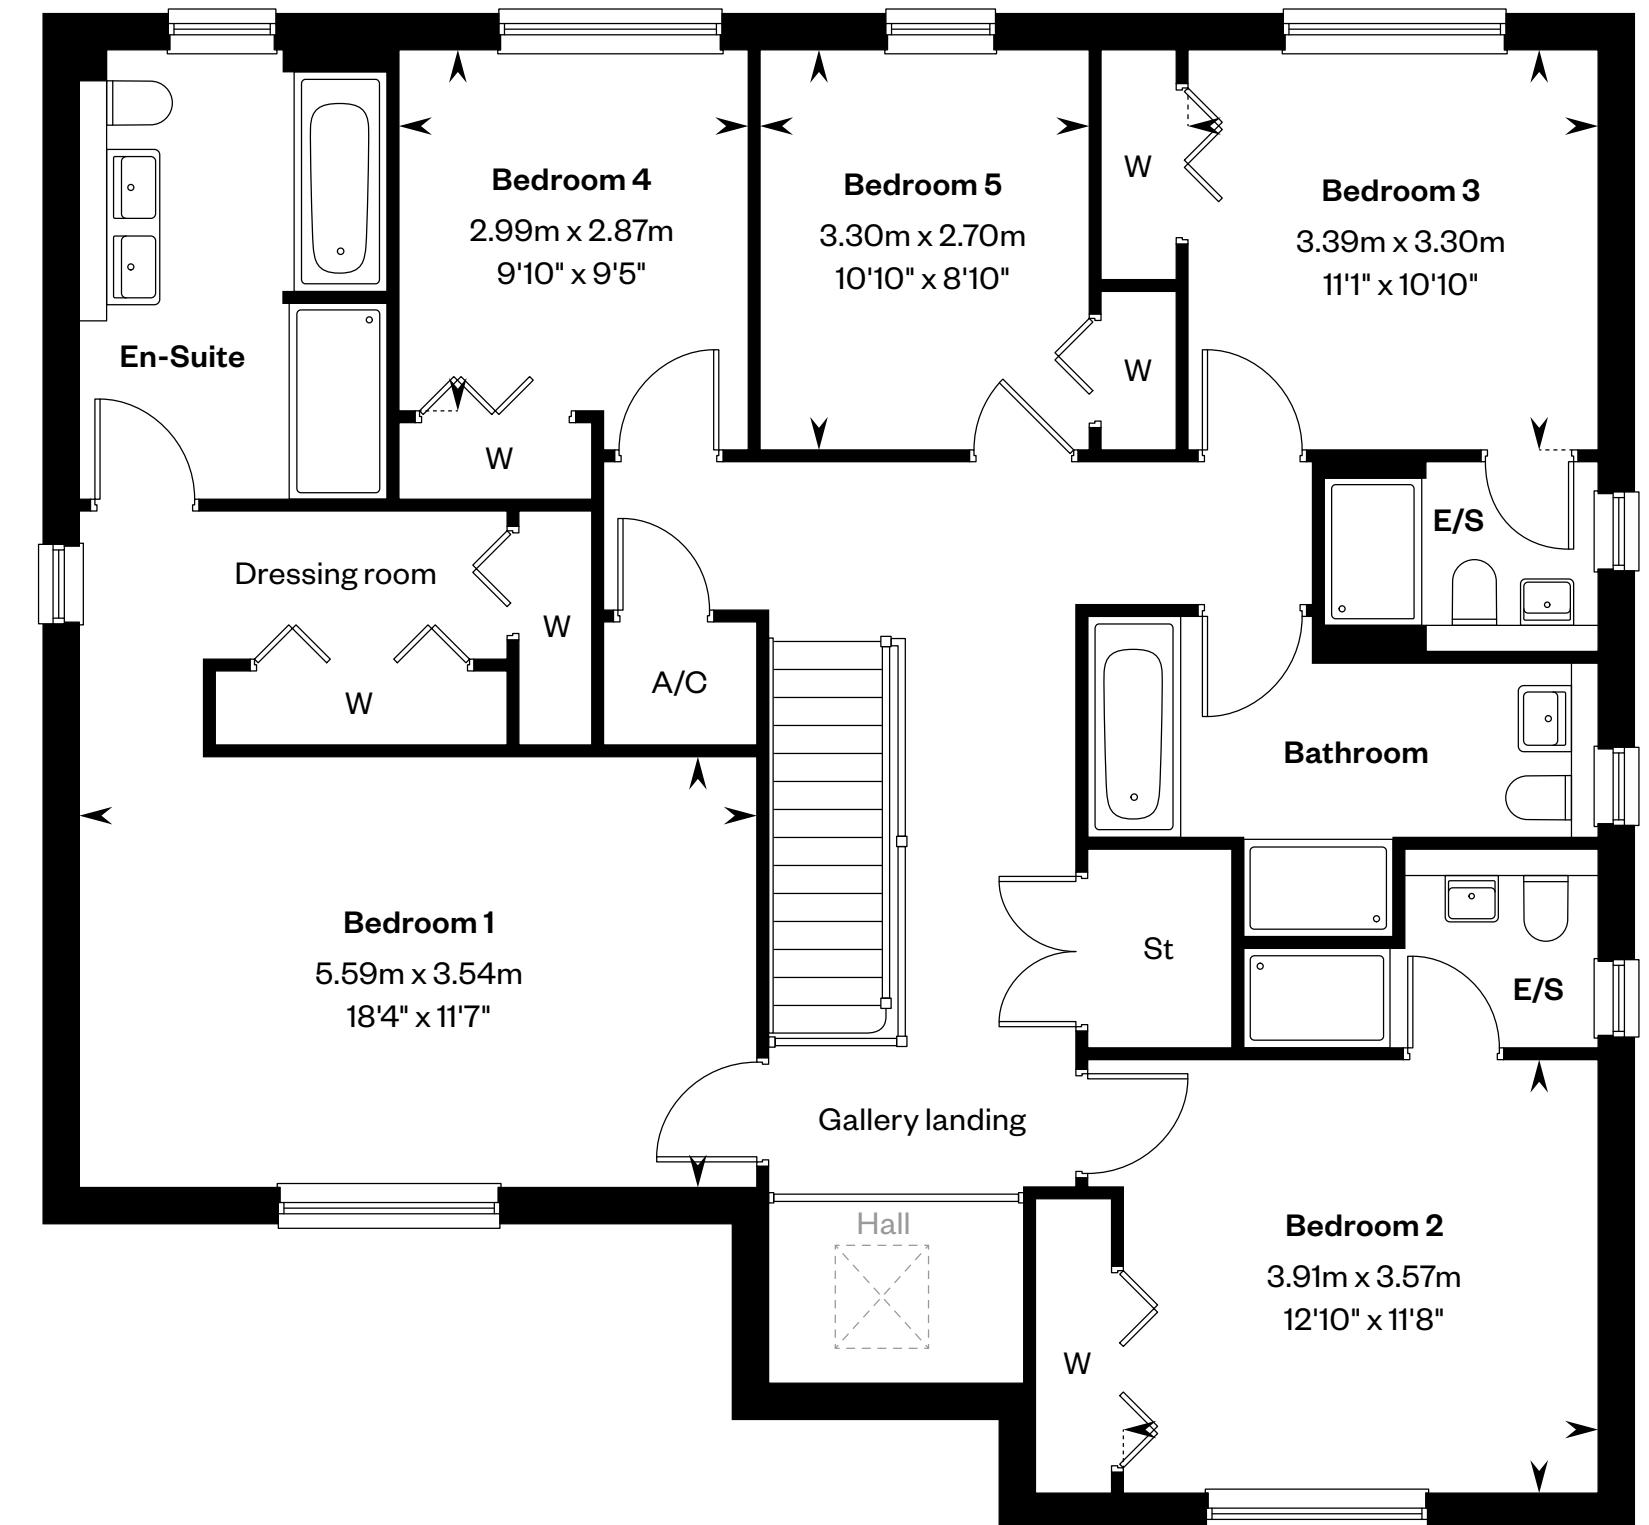 Bedroom 4
2.99m x 2.87m
9'10" x 9'5"
Bedroom 5
3.30m x 2.70m
10'10" x 8'10"
W
Bedroom 3
3.39m x 3.30m
11'1" x 10'10"
En-Suite
W
W
E/S
Dressing room
W
A/C
W
Bathroom
Bedroom 1
5.59m x 3.54m
18'4" x 11'7"
St
E/S
Gallery landing
Hall
Bedroom 2
3.91m x 3.57m
12'10" x 11'8"
W